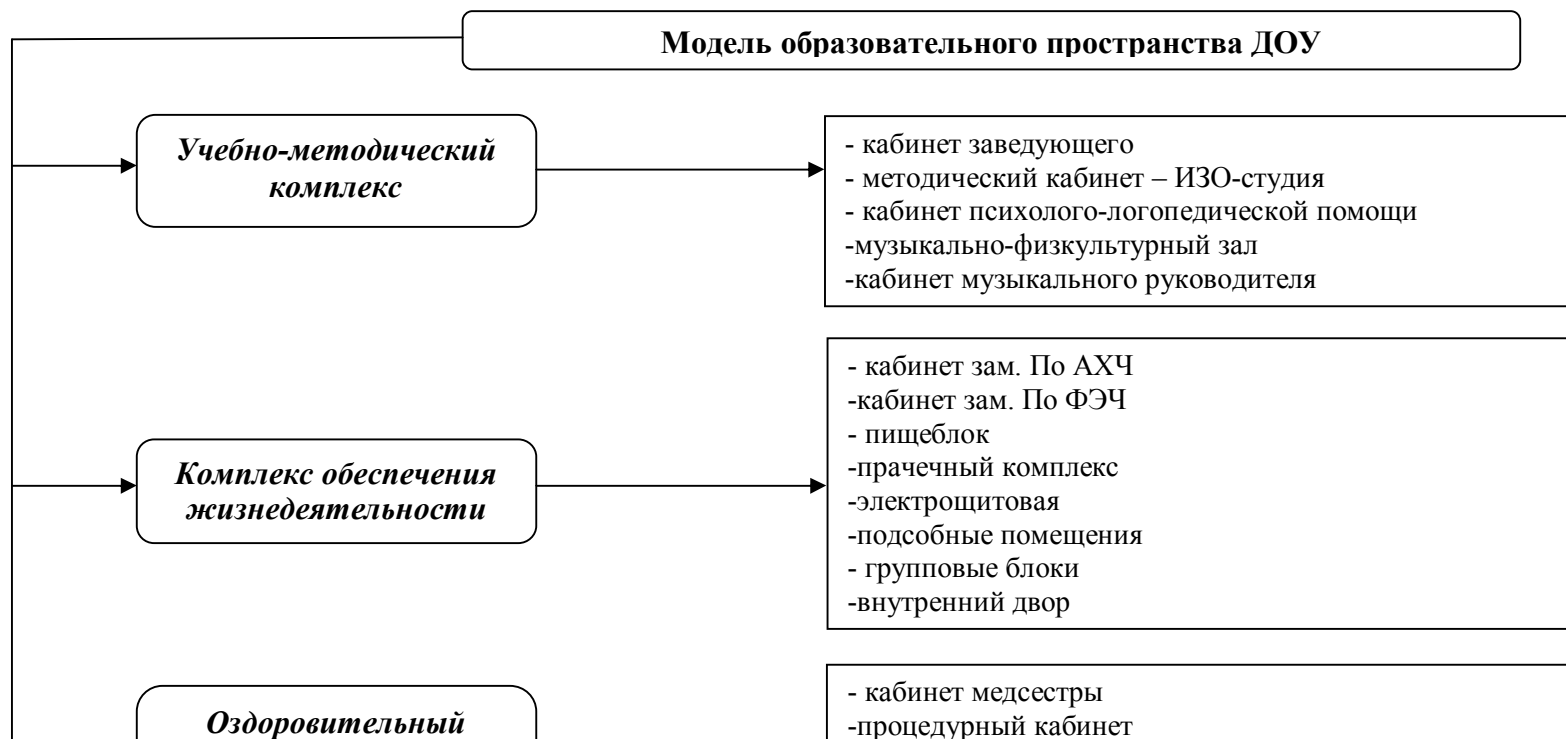 Модель образовательного пространства ДОУ
Учебно-методический
комплекс
- кабинет заведующего
- методический кабинет – ИЗО-студия
- кабинет психолого-логопедической помощи
-музыкально-физкультурный зал
-кабинет музыкального руководителя
Комплекс обеспечения
жизнедеятельности
- кабинет зам. По АХЧ
-кабинет зам. По ФЭЧ
- пищеблок
-прачечный комплекс
-электрощитовая
-подсобные помещения
- групповые блоки
-внутренний двор
Оздоровительный
- кабинет медсестры
-процедурный кабинет